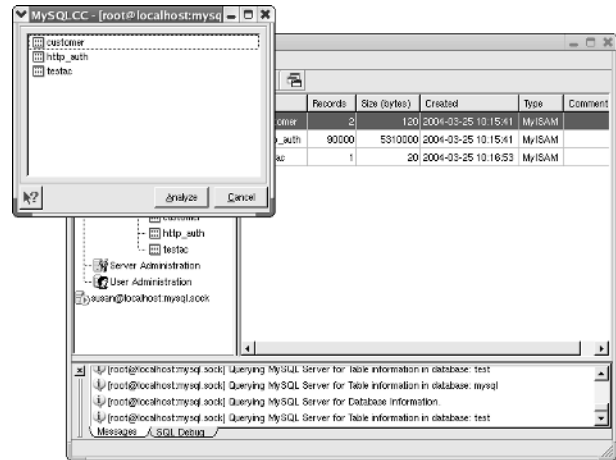 MySQLCC - [root@localhost:mysq
customer
http_auth
testac
Analyze
Cancel
Records Size (bytes) Created Type Comment
omer 2 120 2004-03-25 10:15:41 MyISAM
_auth 90000 5310000 2004-03-25 10:15:41 MyISAM
ac 1 20 2004-03-25 10:16:53 MyISAM
customer
http_auth
testac
Server Administration
User Administration
susan@localhost:mysql.sock
[root@localhost:mysql.sock] Querying MySQL Server for Table information in database: test
[root@localhost:mysql.sock] Querying MySQL Server for Table information in database: mysql
[root@localhost:mysql.sock] Querying MySQL Server for Database Information.
[root@localhost:mysql.sock] Querying MySQL Server for Table information in database: test
Messages SQL Debug